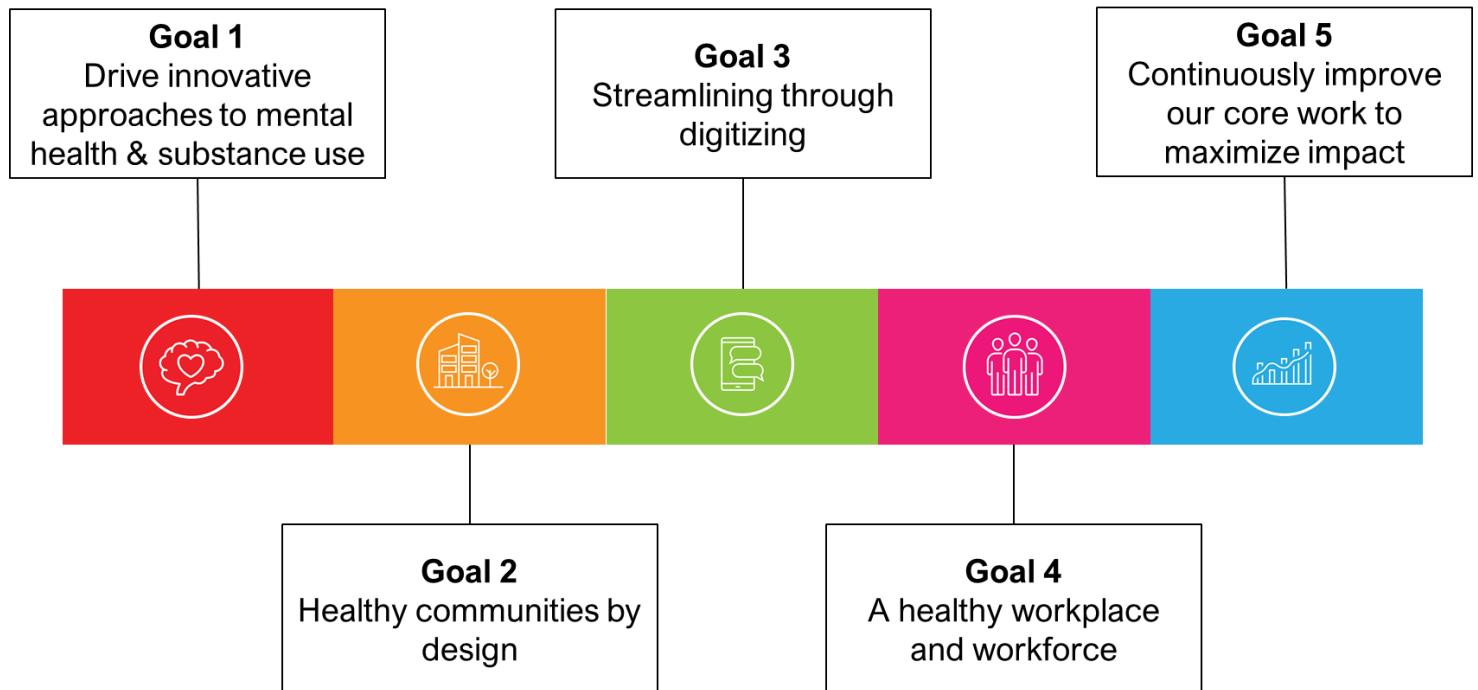 Goal 1
Drive innovative
approaches to mental
health & substance use
Goal 2
Healthy communities by
design
Goal 3
Streamlining through
digitizing
Goal 4
A healthy workplace
and workforce
Goal 5
Continuously improve
our core work to
maximize impact